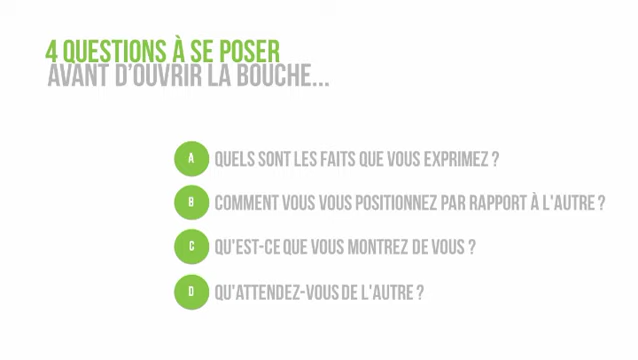 4 QUESTIONS À SE POSER
AVANT D'OUVRIR LA BOUCHE...
A QUELS SONT LES FAITS QUE VOUS EXPRIMEZ ?
B COMMENT VOUS VOUS POSITIONNEZ PAR RAPPORT À L'AUTRE ?
C QU'EST-CE QUE VOUS MONTREZ DE VOUS ?
D QU'ATTENDEZ-VOUS DE L'AUTRE ?